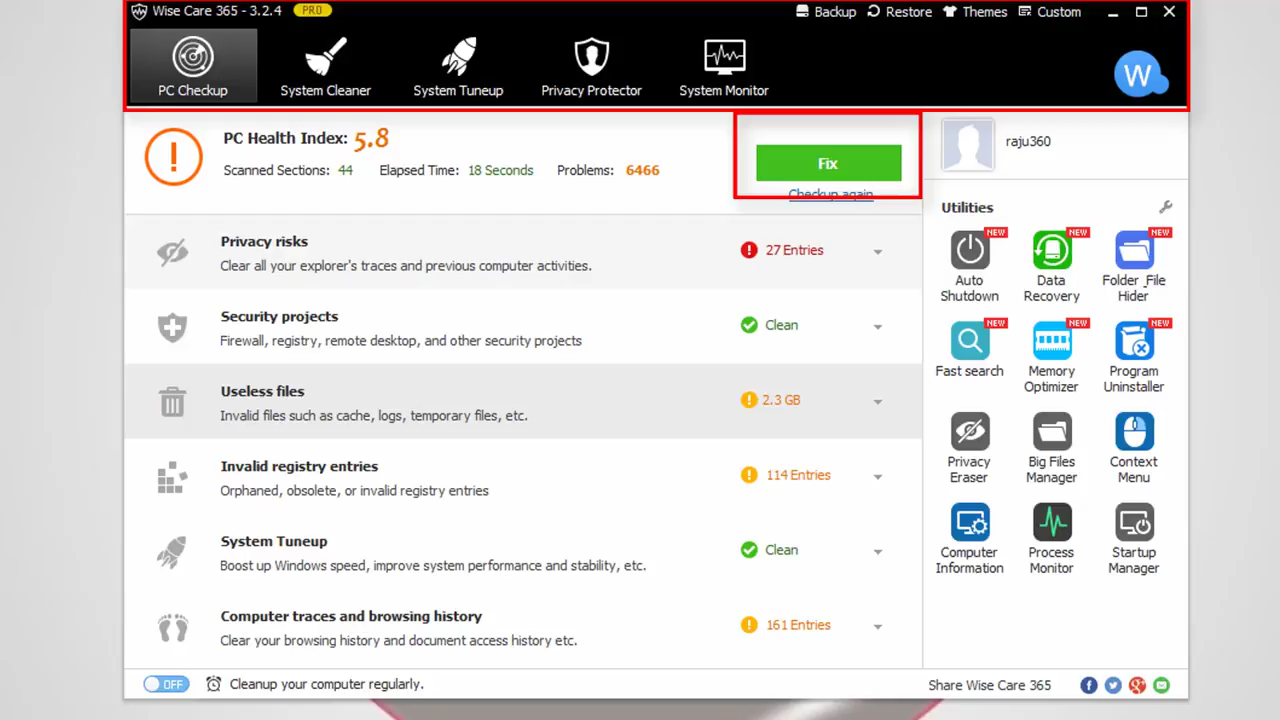 Wise Care 365 - 3.2.4 PRO
Backup Restore Themes Custom
PC Checkup System Cleaner System Tuneup Privacy Protector System Monitor
W
PC Health Index: 5.8
Scanned Sections: 44 Elapsed Time: 18 Seconds Problems: 6466
Fix
Checkup again
Privacy risks
Clear all your explorer's traces and previous computer activities.
27 Entries
Security projects
Firewall, registry, remote desktop, and other security projects
Clean
Useless files
Invalid files such as cache, logs, temporary files, etc.
2.3 GB
Invalid registry entries
Orphaned, obsolete, or invalid registry entries
114 Entries
System Tuneup
Boost up Windows speed, improve system performance and stability, etc.
Clean
Computer traces and browsing history
Clear your browsing history and document access history etc.
161 Entries
OFF Cleanup your computer regularly.
raju360
Utilities
NEW NEW NEW
Auto Data Folder_File
Shutdown Recovery Hider
NEW NEW NEW
Fast search Memory Program
Optimizer Uninstaller
Privacy Big Files Context
Eraser Manager Menu
Computer Process Startup
Information Monitor Manager
Share Wise Care 365